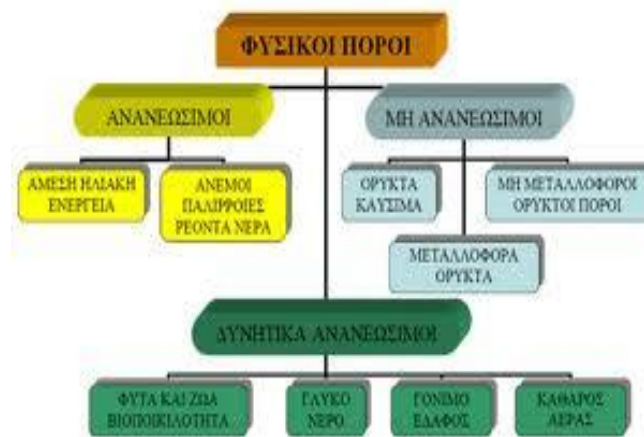 ΦΥΣΙΚΟΙ ΠΟΡΟΙ
ΑΝΑΝΕΩΣΙΜΟΙ
ΜΗ ΑΝΑΝΕΩΣΙΜΟΙ
ΑΜΕΣΗ ΗΛΙΑΚΗ
ΕΝΕΡΓΕΙΑ
ΑΝΕΜΟΙ
ΠΑΛΙΡΡΟΙΕΣ
ΡΕΟΝΤΑ ΝΕΡΑ
ΟΡΥΚΤΑ
ΚΑΥΣΙΜΑ
ΜΗ ΜΕΤΑΛΛΟΦΟΡΟΙ
ΟΡΥΚΤΟΙ ΠΟΡΟΙ
ΜΕΤΑΛΛΟΦΟΡΑ
ΟΡΥΚΤΑ
ΔΥΝΗΤΙΚΑ ΑΝΑΝΕΩΣΙΜΟΙ
ΦΥΤΑ ΚΑΙ ΖΩΑ
ΒΙΟΠΟΙΚΙΛΟΤΗΤΑ
ΓΛΥΚΟ
ΝΕΡΟ
ΓΟΝΙΜΟ
ΕΔΑΦΟΣ
ΚΑΘΑΡΟΣ
ΑΕΡΑΣ